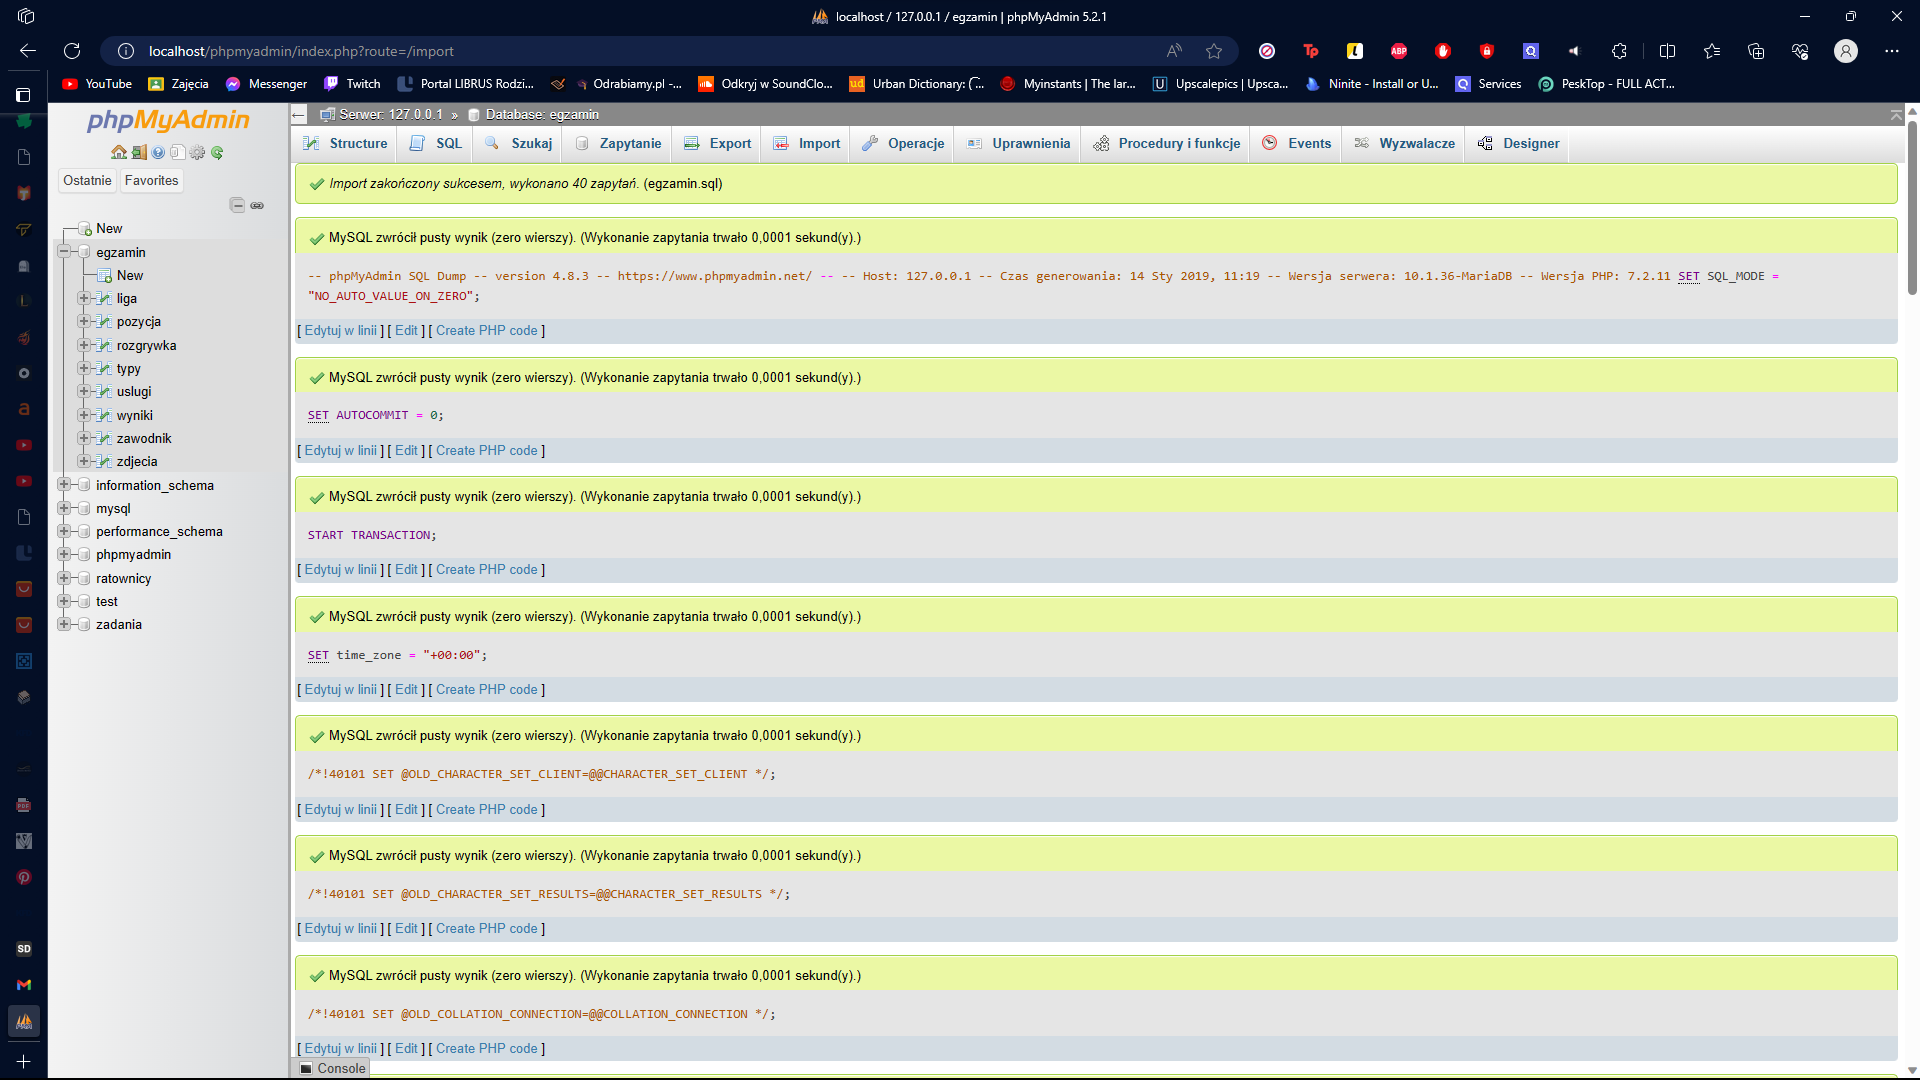 localhost / 127.0.0.1 / egzamin | phpMyAdmin 5.2.1
localhost/phpmyadmin/index.php?route=/import
YouTube
Zajęcia
Messenger
Twitch
Portal LIBRUS Rodzi...
Odrabiamy.pl -...
Odkryj w SoundClo...
Urban Dictionary: (͡...
Myinstants | The lar...
Upscalepics | Upsca...
Ninite - Install or U...
Services
PeskTop - FULL ACT...
phpMyAdmin
Ostatnie
Favorites
New
egzamin
New
liga
pozycja
rozgrywka
typy
uslugi
wyniki
zawodnik
zdjecia
information_schema
mysql
performance_schema
phpmyadmin
ratownicy
test
zadania
Serwer: 127.0.0.1 » Database: egzamin
Structure
SQL
Szukaj
Zapytanie
Export
Import
Operacje
Uprawnienia
Procedury i funkcje
Events
Wyzwalacze
Designer
Import zakończony sukcesem, wykonano 40 zapytań. (egzamin.sql)
MySQL zwrócił pusty wynik (zero wierszy). (Wykonanie zapytania trwało 0,0001 sekund(y).)
-- phpMyAdmin SQL Dump -- version 4.8.3 -- https://www.phpmyadmin.net/ -- -- Host: 127.0.0.1 -- Czas generowania: 14 Sty 2019, 11:19 -- Wersja serwera: 10.1.36-MariaDB -- Wersja PHP: 7.2.11 SET SQL_MODE =
"NO_AUTO_VALUE_ON_ZERO";
[ Edytuj w linii ] [ Edit ] [ Create PHP code ]
MySQL zwrócił pusty wynik (zero wierszy). (Wykonanie zapytania trwało 0,0001 sekund(y).)
SET AUTOCOMMIT = 0;
[ Edytuj w linii ] [ Edit ] [ Create PHP code ]
MySQL zwrócił pusty wynik (zero wierszy). (Wykonanie zapytania trwało 0,0001 sekund(y).)
START TRANSACTION;
[ Edytuj w linii ] [ Edit ] [ Create PHP code ]
MySQL zwrócił pusty wynik (zero wierszy). (Wykonanie zapytania trwało 0,0001 sekund(y).)
SET time_zone = "+00:00";
[ Edytuj w linii ] [ Edit ] [ Create PHP code ]
MySQL zwrócił pusty wynik (zero wierszy). (Wykonanie zapytania trwało 0,0001 sekund(y).)
/*!40101 SET @OLD_CHARACTER_SET_CLIENT=@@CHARACTER_SET_CLIENT */;
[ Edytuj w linii ] [ Edit ] [ Create PHP code ]
MySQL zwrócił pusty wynik (zero wierszy). (Wykonanie zapytania trwało 0,0001 sekund(y).)
/*!40101 SET @OLD_CHARACTER_SET_RESULTS=@@CHARACTER_SET_RESULTS */;
[ Edytuj w linii ] [ Edit ] [ Create PHP code ]
MySQL zwrócił pusty wynik (zero wierszy). (Wykonanie zapytania trwało 0,0001 sekund(y).)
/*!40101 SET @OLD_COLLATION_CONNECTION=@@COLLATION_CONNECTION */;
[ Edytuj w linii ] [ Edit ] [ Create PHP code ]
Console